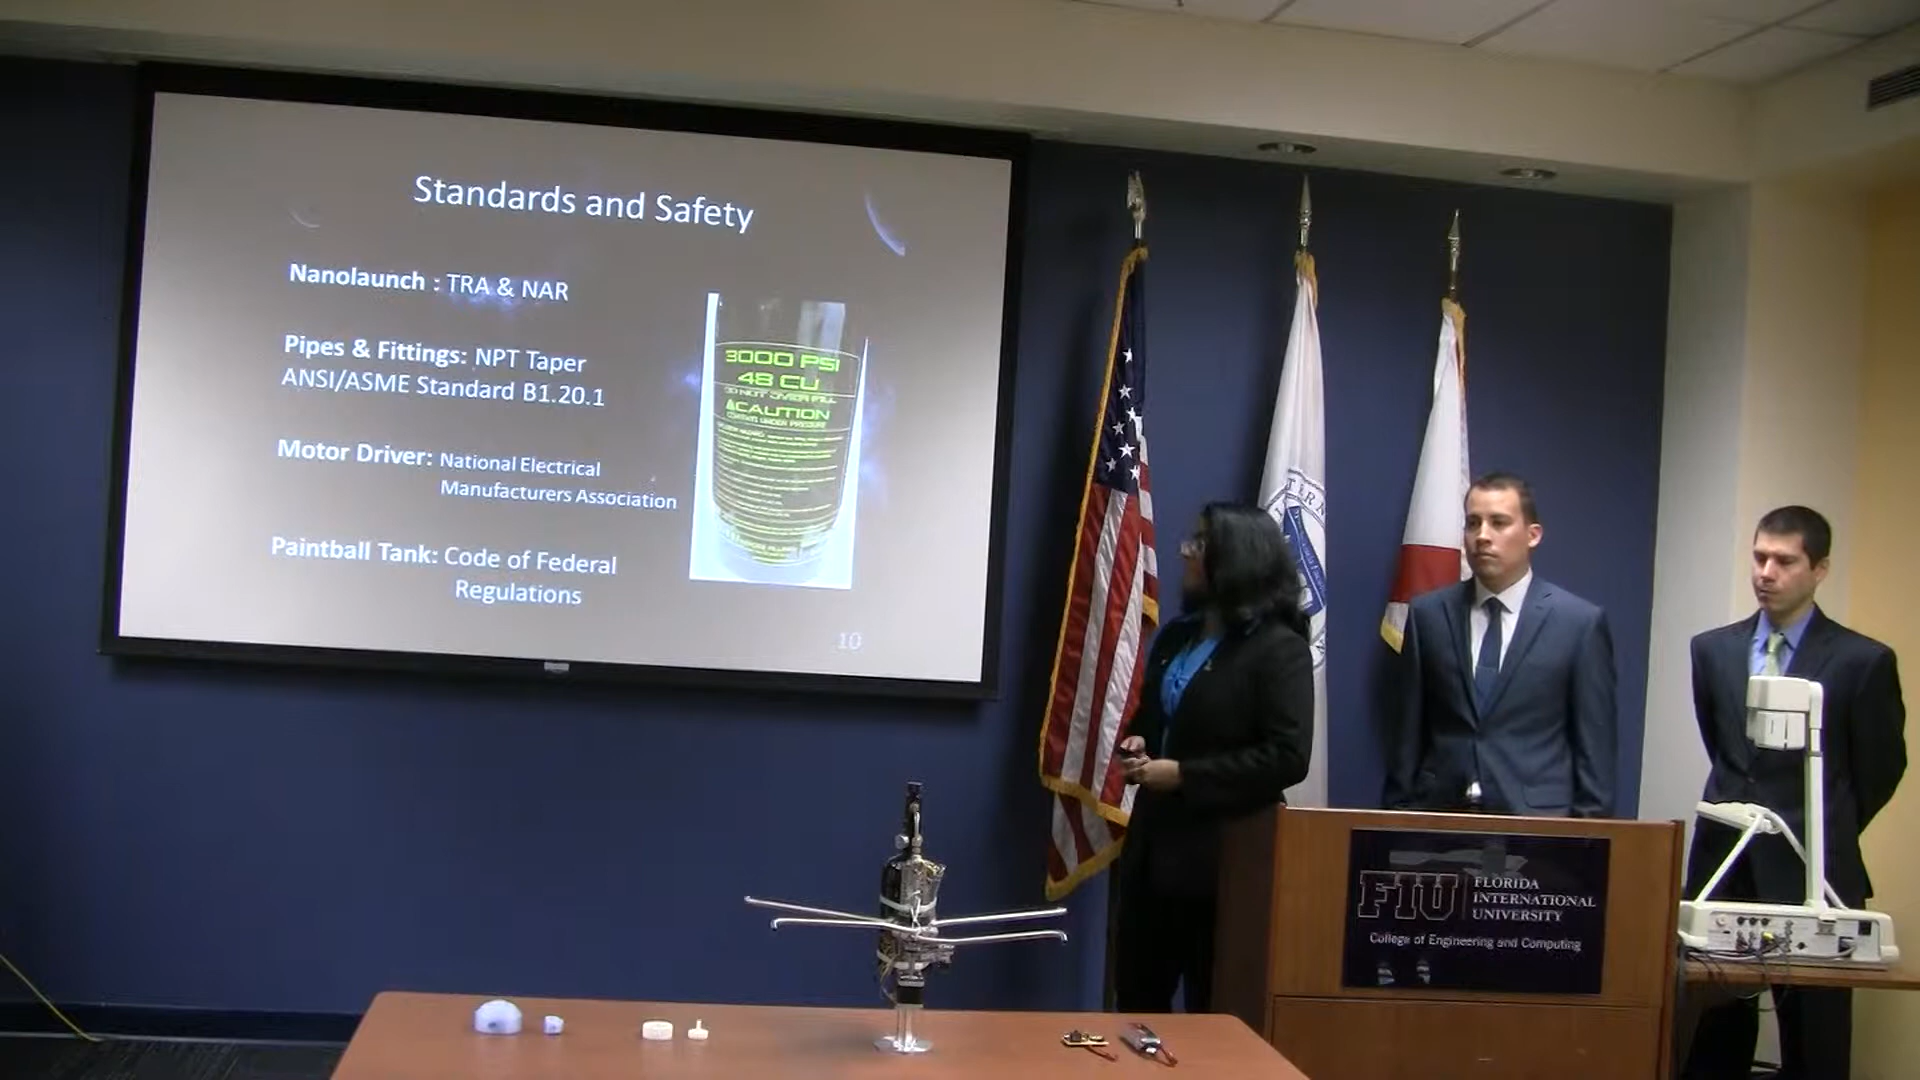 Standards and Safety
Nanolaunch : TRA & NAR
Pipes & Fittings: NPT Taper
ANSI/ASME Standard B1.20.1
Motor Driver: National Electrical
Manufacturers Association
Paintball Tank: Code of Federal
Regulations
3000 PSI
48 CU
DO NOT OVER FILL
CAUTION
CONTENTS UNDER PRESSURE
10
FIU
FLORIDA
INTERNATIONAL
UNIVERSITY
College of Engineering and Computing